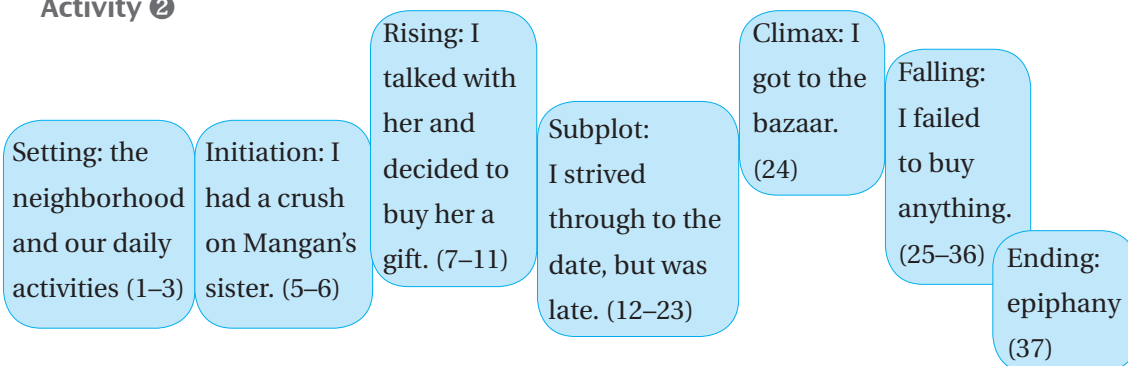 Activity ❷
Setting: the
neighborhood
and our daily
activities (1–3)
Initiation: I
had a crush
on Mangan’s
sister. (5–6)
Rising: I
talked with
her and
decided to
buy her a
gift. (7–11)
Subplot:
I strived
through to the
date, but was
late. (12–23)
Climax: I
got to the
bazaar.
(24)
Falling:
I failed
to buy
anything.
(25–36)
Ending:
epiphany
(37)